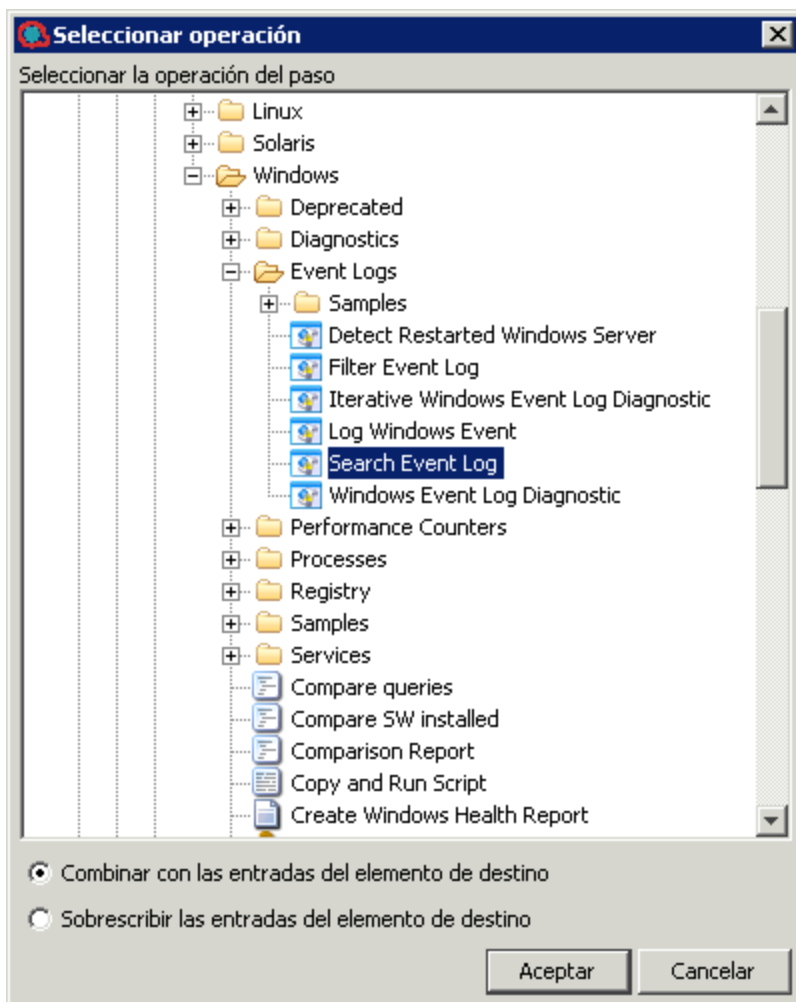 Seleccionar operación
Seleccionar la operación del paso
Linux
Solaris
Windows
Deprecated
Diagnostics
Event Logs
Samples
Detect Restarted Windows Server
Filter Event Log
Iterative Windows Event Log Diagnostic
Log Windows Event
Search Event Log
Windows Event Log Diagnostic
Performance Counters
Processes
Registry
Samples
Services
Compare queries
Compare SW installed
Comparison Report
Copy and Run Script
Create Windows Health Report
Combinar con las entradas del elemento de destino
Sobrescribir las entradas del elemento de destino
Aceptar Cancelar